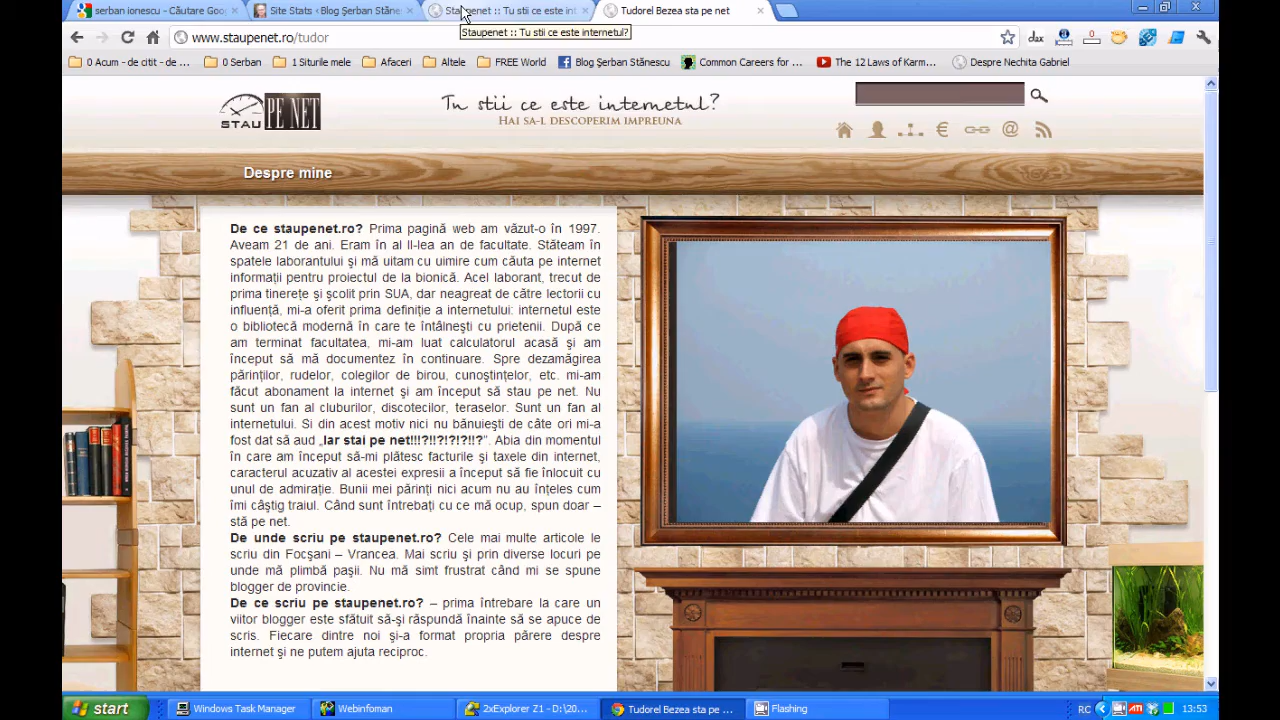 serban ionescu - Căutare Goo
Site Stats ‹ Blog Şerban Stănes
Staupenet :: Tu stii ce este int
Tudorel Bezea sta pe net
www.staupenet.ro/tudor
Staupenet :: Tu stii ce este internetul?
0 Acum - de citit - de ...
0 Serban
1 Siturile mele
Afaceri
Altele
FREE World
Blog Şerban Stănescu
Common Careers for ...
The 12 Laws of Karm...
Despre Nechita Gabriel
STAU PE NET
Tu stii ce este internetul?
HAI SA-L DESCOPERIM IMPREUNA
Despre mine
De ce staupenet.ro? Prima pagină web am văzut-o în 1997.
Aveam 21 de ani. Eram în al II-lea an de facultate. Stăteam în
spatele laborantului şi mă uitam cu uimire cum căuta pe internet
informaţii pentru proiectul de la bionică. Acel laborant, trecut de
prima tinereţe şi şcolit prin SUA, dar neagreat de către lectorii cu
influenţă, mi-a oferit prima definiţie a internetului: internetul este
o bibliotecă modernă în care te întâlneşti cu prietenii. După ce
am terminat facultatea, mi-am luat calculatorul acasă şi am
început să mă documentez în continuare. Spre dezamăgirea
părinţilor, rudelor, colegilor de birou, cunoştinţelor, etc. mi-am
făcut abonament la internet şi am început să stau pe net. Nu
sunt un fan al cluburilor, discotecilor, teraselor. Sunt un fan al
internetului. Si din acest motiv nici nu bănuieşti de câte ori mi-a
fost dat să aud „Iar stai pe net!!!?!!?!?!?!!?”. Abia din momentul
în care am început să-mi plătesc facturile şi taxele din internet,
caracterul acuzativ al acestei expresii a început să fie înlocuit cu
unul de admiraţie. Bunii mei părinţi nici acum nu au înţeles cum
îmi câştig traiul. Când sunt întrebaţi cu ce mă ocup, spun doar –
stă pe net.
De unde scriu pe staupenet.ro? Cele mai multe articole le
scriu din Focşani – Vrancea. Mai scriu şi prin diverse locuri pe
unde mă plimbă paşii. Nu mă simt frustrat când mi se spune
blogger de provincie.
De ce scriu pe staupenet.ro? – prima întrebare la care un
viitor blogger este sfătuit să-şi răspundă înainte să se apuce de
scris. Fiecare dintre noi şi-a format propria părere despre
internet şi ne putem ajuta reciproc.
start
Windows Task Manager
Webinfoman
2xExplorer Z1 - D:\20...
Tudorel Bezea sta pe ...
Flashing
RC
13:53